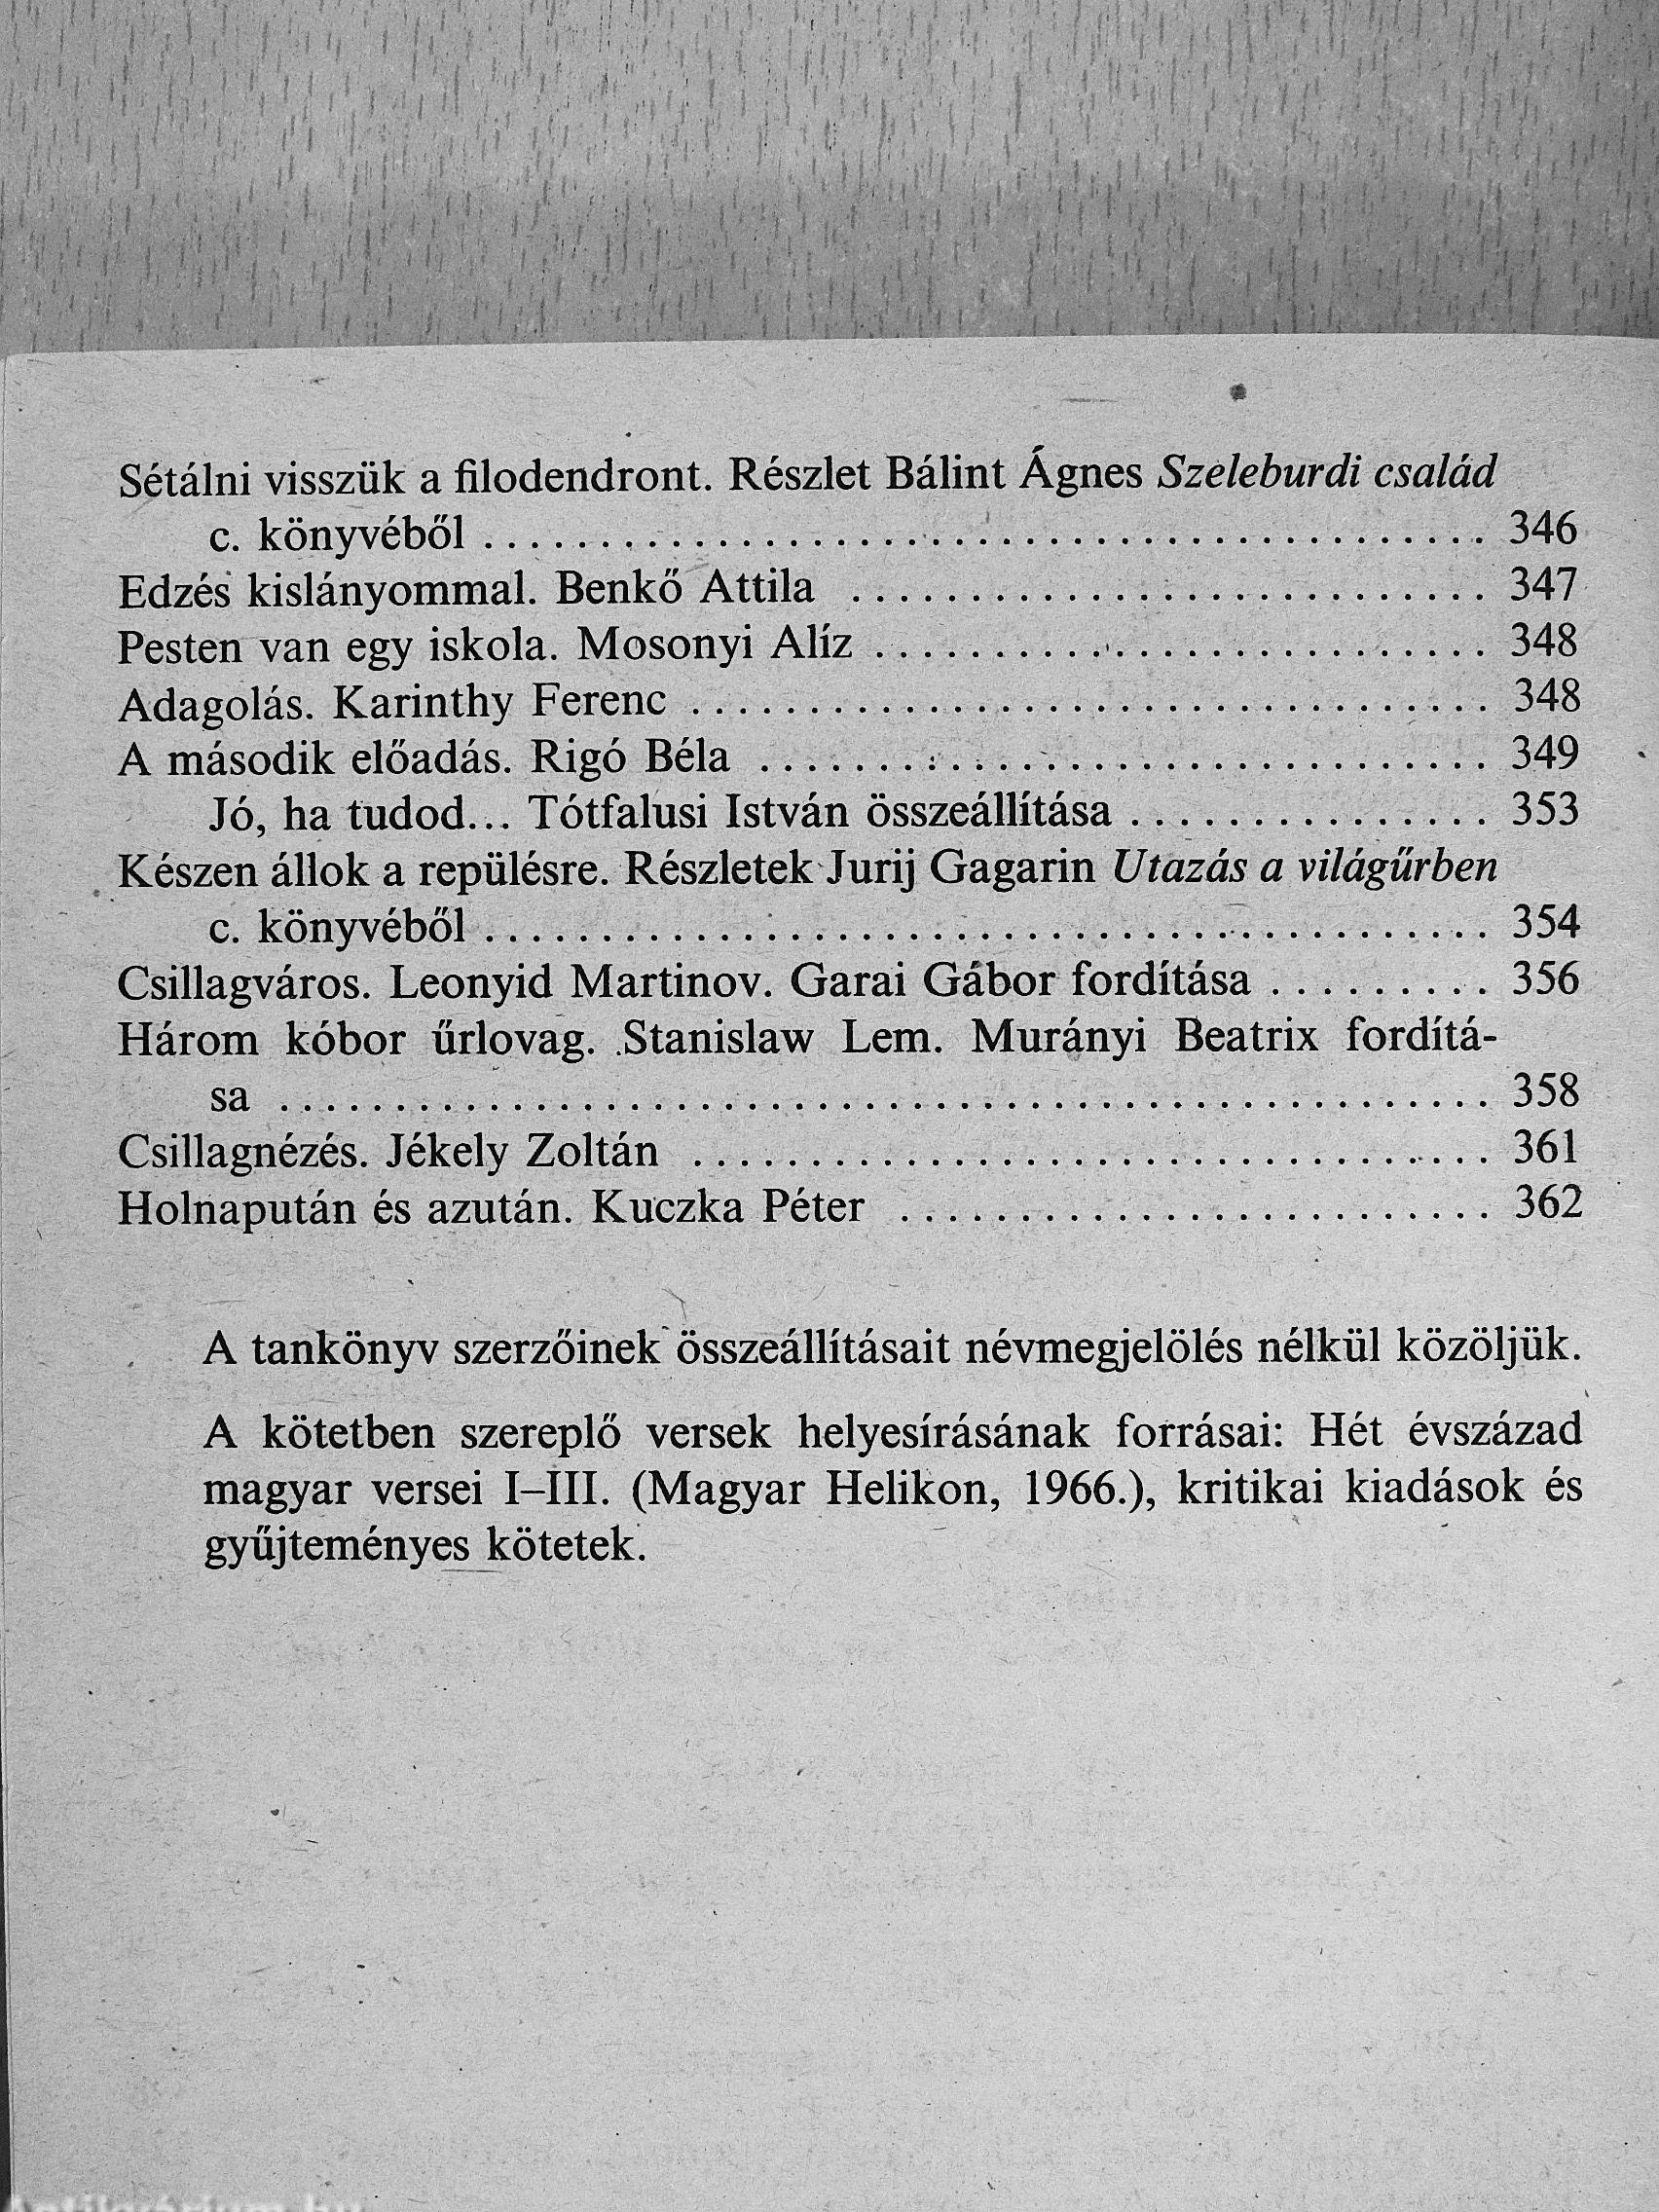 Sétálni visszük a filodendront. Részlet Bálint Ágnes Szeleburdi család
c. könyvéből . . . . . . . . . . . . . . . . . . . . . . . . . . . . . . . . . . . . . . . . . . . 346
Edzés kislányommal. Benkő Attila . . . . . . . . . . . . . . . . . . . . . . . . . . . 347
Pesten van egy iskola. Mosonyi Alíz . . . . . . . . . . . . . . . . . . . . . . . . . . 348
Adagolás. Karinthy Ferenc . . . . . . . . . . . . . . . . . . . . . . . . . . . . . . . . . . 348
A második előadás. Rigó Béla . . . . . . . . . . . . . . . . . . . . . . . . . . . . . . . 349
Jó, ha tudod... Tótfalusi István összeállítása . . . . . . . . . . . . . . . 353
Készen állok a repülésre. Részletek Jurij Gagarin Utazás a világűrben
c. könyvéből . . . . . . . . . . . . . . . . . . . . . . . . . . . . . . . . . . . . . . . . . . . 354
Csillagváros. Leonyid Martinov. Garai Gábor fordítása . . . . . . . . . 356
Három kóbor űrlovag. Stanislaw Lem. Murányi Beatrix fordítá-
sa . . . . . . . . . . . . . . . . . . . . . . . . . . . . . . . . . . . . . . . . . . . . . . . . . . . 358
Csillagnézés. Jékely Zoltán . . . . . . . . . . . . . . . . . . . . . . . . . . . . . . . . . . 361
Holnapután és azután. Kuczka Péter . . . . . . . . . . . . . . . . . . . . . . . . . 362
A tankönyv szerzőinek összeállításait névmegjelölés nélkül közöljük.
A kötetben szereplő versek helyesírásának forrásai: Hét évszázad
magyar versei I–III. (Magyar Helikon, 1966.), kritikai kiadások és
gyűjteményes kötetek.